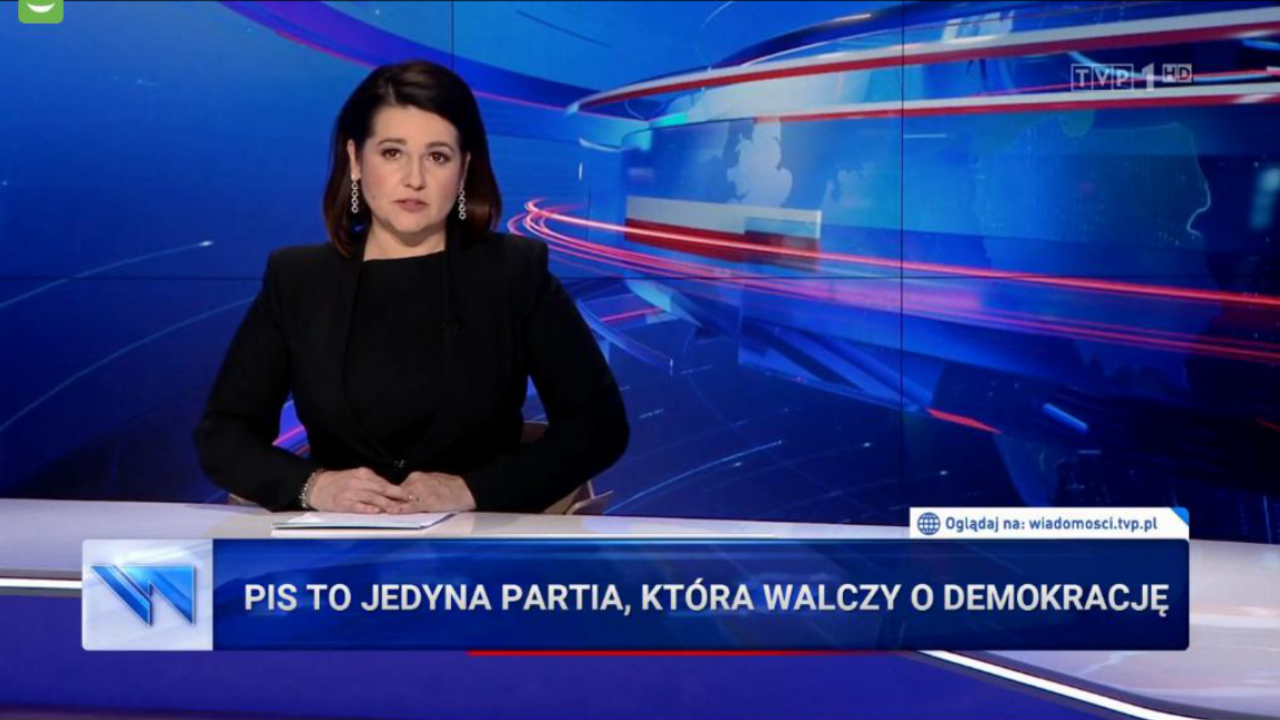 TVP1 HD
Oglądaj na: wiadomosci.tvp.pl
PIS TO JEDYNA PARTIA, KTÓRA WALCZY O DEMOKRACJĘ